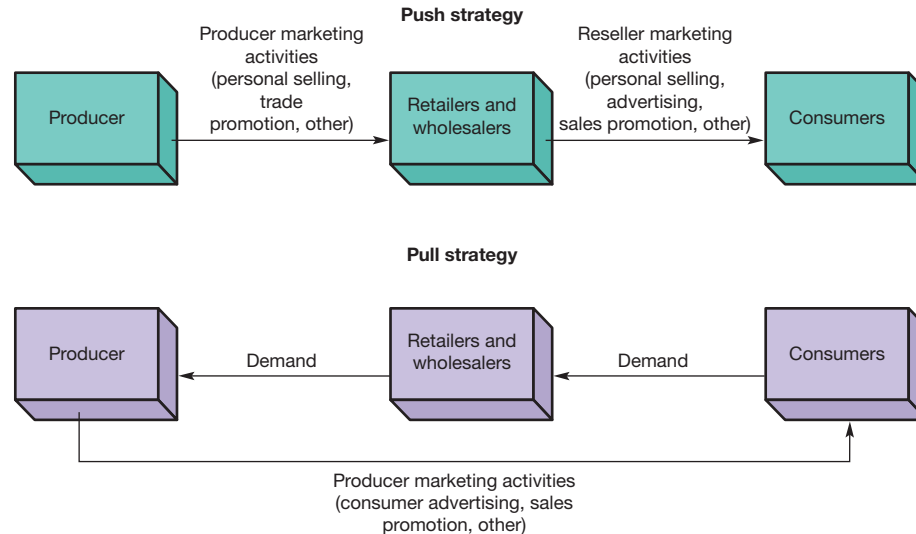 Push strategy
Producer marketing
activities
(personal selling,
trade
promotion, other)
Reseller marketing
activities
(personal selling,
advertising,
sales promotion, other)
Producer
Retailers and
wholesalers
Consumers
Pull strategy
Producer
Demand
Retailers and
wholesalers
Demand
Consumers
Producer marketing activities
(consumer advertising, sales
promotion, other)